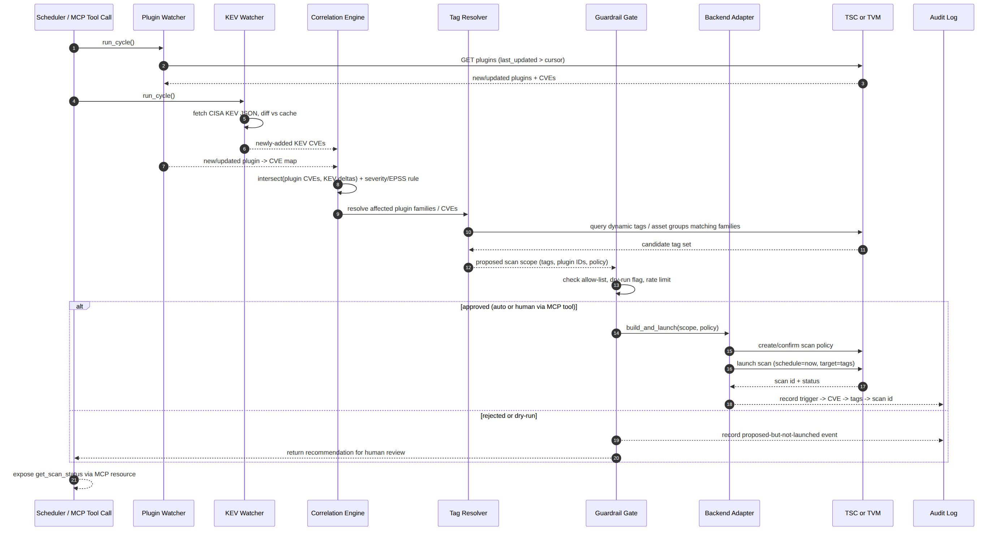 Scheduler / MCP Tool Call
Plugin Watcher
KEV Watcher
Correlation Engine
Tag Resolver
Guardrail Gate
Backend Adapter
TSC or TVM
Audit Log
run_cycle()
1
GET plugins (last_updated > cursor)
2
new/updated plugins + CVEs
3
run_cycle()
4
fetch CISA KEV JSON, diff vs cache
5
newly-added KEV CVEs
6
new/updated plugin -> CVE map
7
intersect(plugin CVEs, KEV deltas) + severity/EPSS rule
8
resolve affected plugin families / CVEs
9
query dynamic tags / asset groups matching families
10
candidate tag set
11
proposed scan scope (tags, plugin IDs, policy)
12
check allow-list, dry-run flag, rate limit
13
alt
[approved (auto or human via MCP tool)]
build_and_launch(scope, policy)
14
create/confirm scan policy
15
launch scan (schedule=now, target=tags)
16
scan id + status
17
record trigger -> CVE -> tags -> scan id
18
[rejected or dry-run]
record proposed-but-not-launched event
19
return recommendation for human review
20
expose get_scan_status via MCP resource
21
Scheduler / MCP Tool Call
Plugin Watcher
KEV Watcher
Correlation Engine
Tag Resolver
Guardrail Gate
Backend Adapter
TSC or TVM
Audit Log